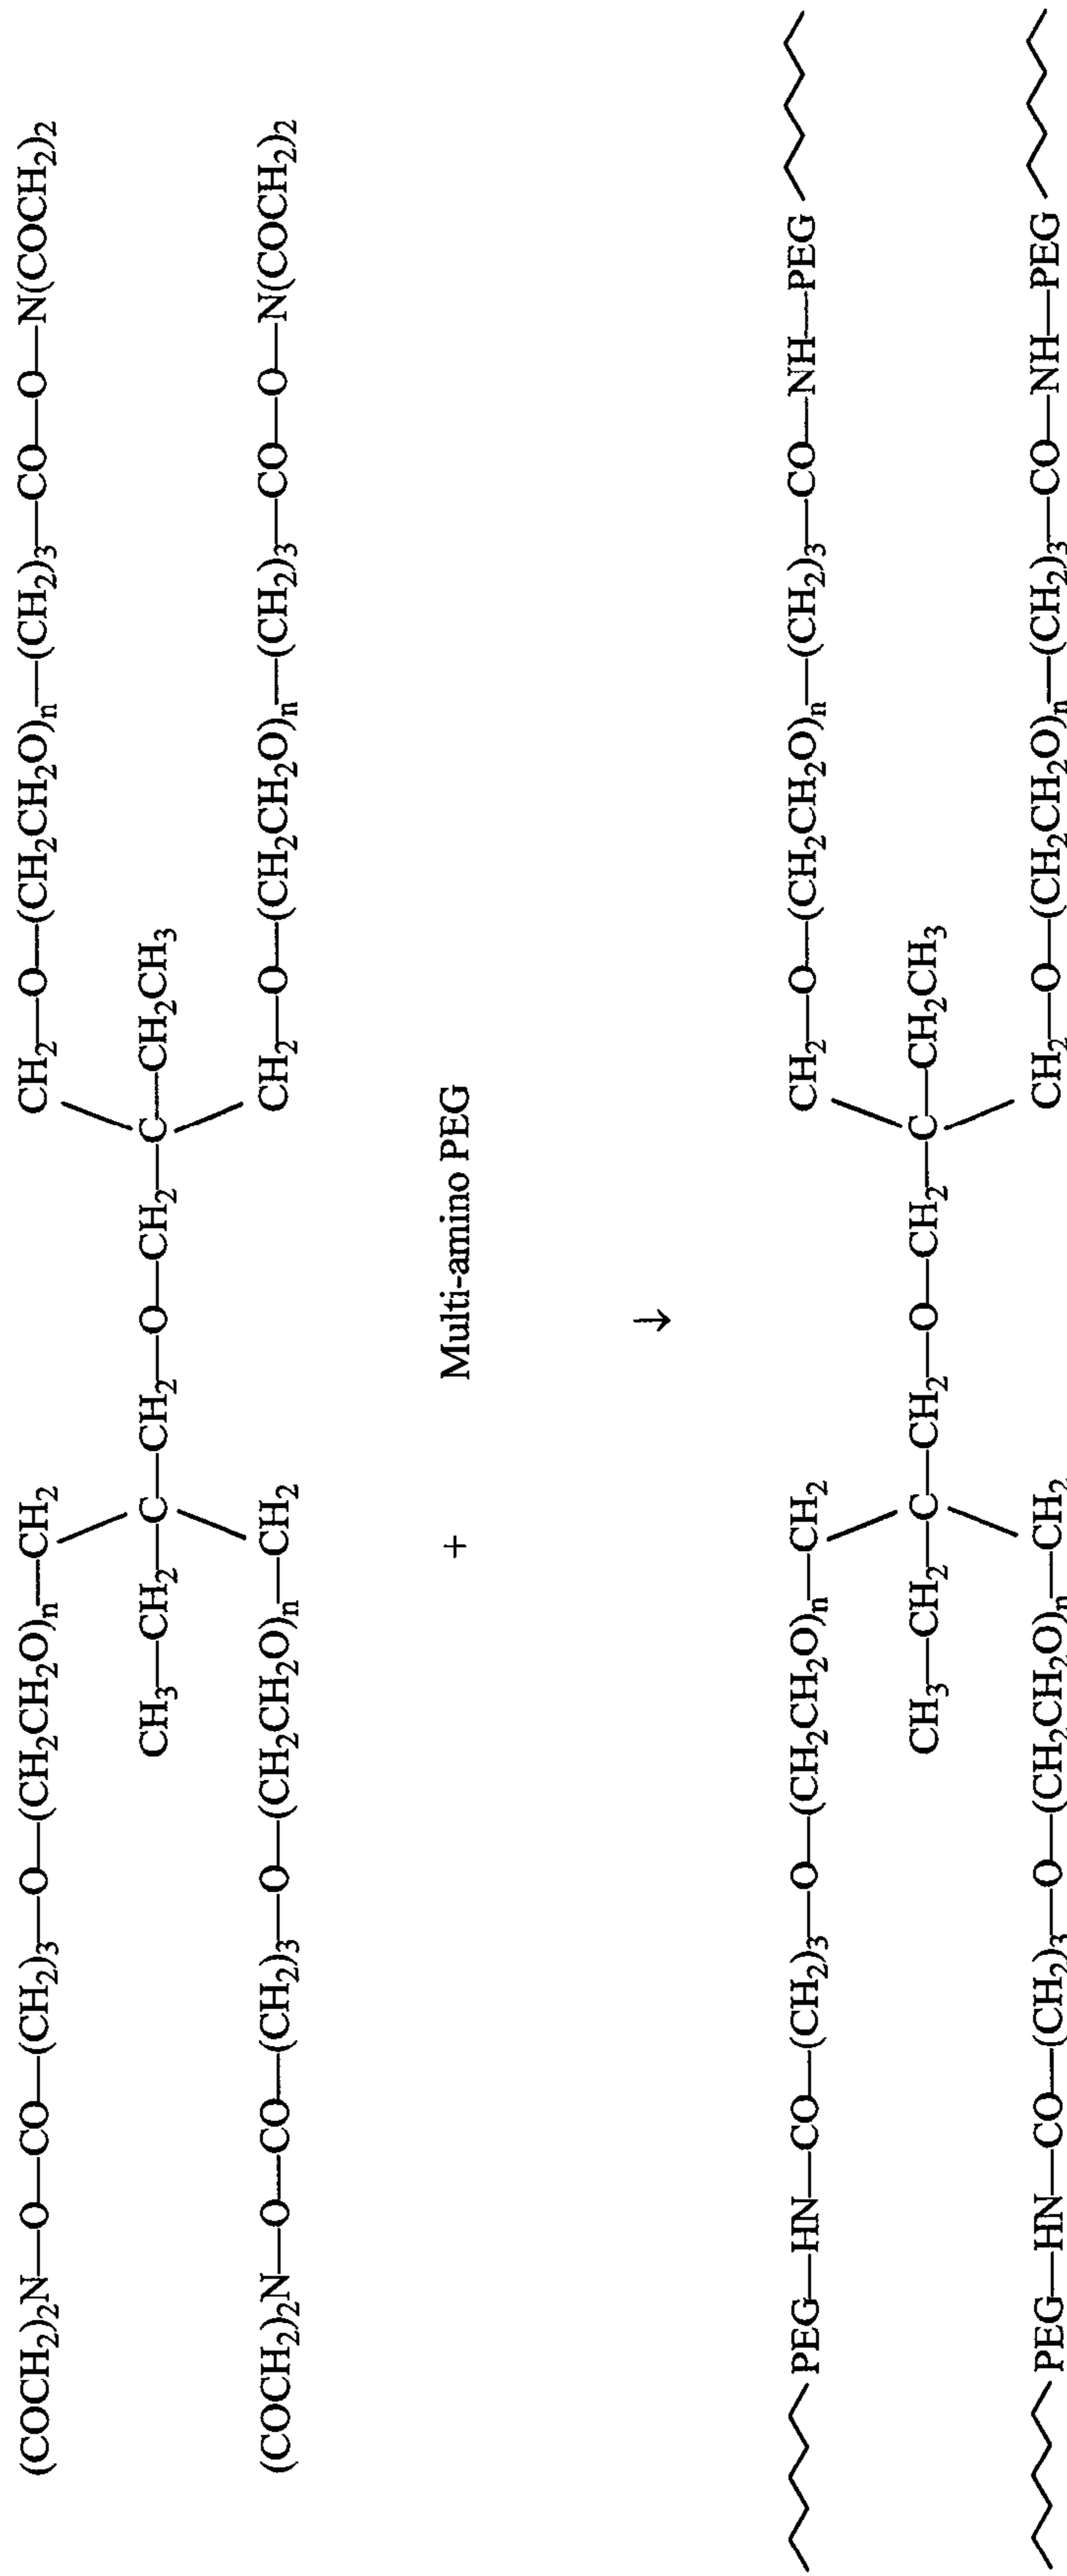 (COCH₂)₂N—O—CO—(CH₂)₃—O—(CH₂CH₂O)ₙ—CH₂ CH₂—O—(CH₂CH₂O)ₙ—(CH₂)₃—CO—O—N(COCH₂)₂
CH₃—CH₂—C—CH₂—O—CH₂—C—CH₂CH₃
(COCH₂)₂N—O—CO—(CH₂)₃—O—(CH₂CH₂O)ₙ—CH₂ CH₂—O—(CH₂CH₂O)ₙ—(CH₂)₃—CO—O—N(COCH₂)₂
+ Multi-amino PEG
↓
PEG—HN—CO—(CH₂)₃—O—(CH₂CH₂O)ₙ—CH₂ CH₂—O—(CH₂CH₂O)ₙ—(CH₂)₃—CO—NH—PEG
CH₃—CH₂—C—CH₂—O—CH₂—C—CH₂CH₃
PEG—HN—CO—(CH₂)₃—O—(CH₂CH₂O)ₙ—CH₂ CH₂—O—(CH₂CH₂O)ₙ—(CH₂)₃—CO—NH—PEG